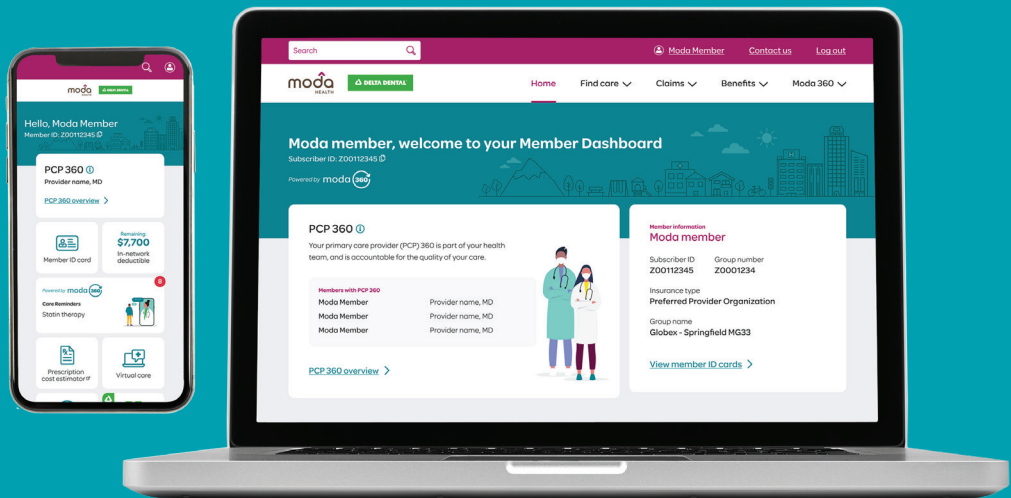 moda
HEALTH
DELTA DENTAL
Hello, Moda Member
Member ID: Z00112345
PCP 360
Provider name, MD
PCP 360 overview
Member ID card
Remaining:
$7,700
In-network
deductible
8
Powered by moda 360
Care Reminders
Statin therapy
Prescription
cost estimator
Virtual care
Search
Moda Member Contact us Log out
moda
HEALTH
DELTA DENTAL
Home Find care Claims Benefits Moda 360
Moda member, welcome to your Member Dashboard
Subscriber ID: Z00112345
Powered by moda 360
PCP 360
Your primary care provider (PCP) 360 is part of your health
team, and is accountable for the quality of your care.
Members with PCP 360
Moda Member Provider name, MD
Moda Member Provider name, MD
Moda Member Provider name, MD
PCP 360 overview
Member information
Moda member
Subscriber ID Group number
Z00112345 Z0001234
Insurance type
Preferred Provider Organization
Group name
Globex - Springfield MG33
View member ID cards